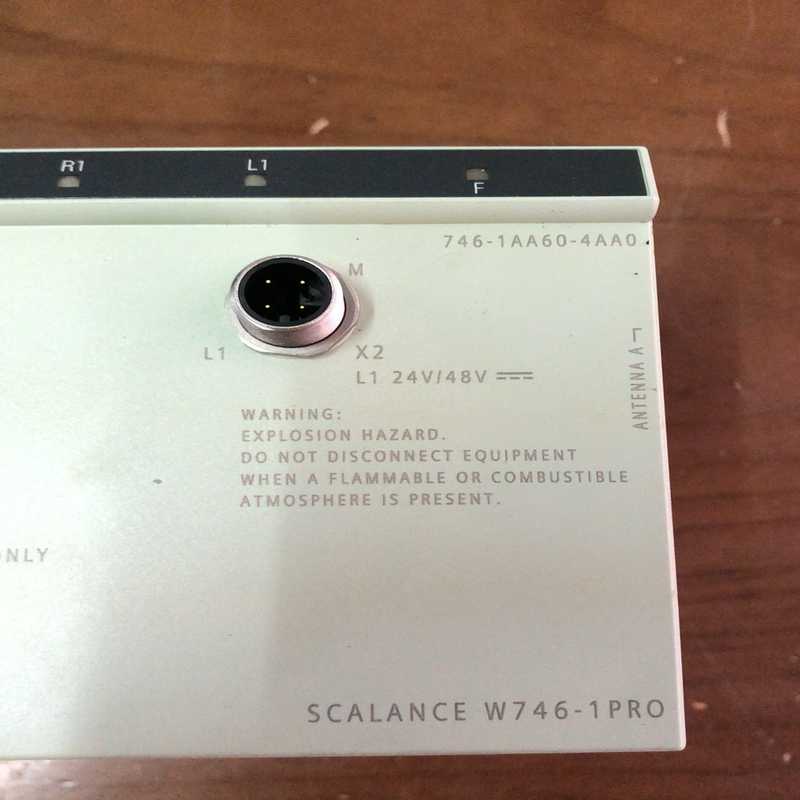 R1
L1
F
746-1AA60-4AA0
M
L1
X2
L1 24V/48V
ANTENNA A
WARNING:
EXPLOSION HAZARD.
DO NOT DISCONNECT EQUIPMENT
WHEN A FLAMMABLE OR COMBUSTIBLE
ATMOSPHERE IS PRESENT.
SCALANCE W746-1PRO